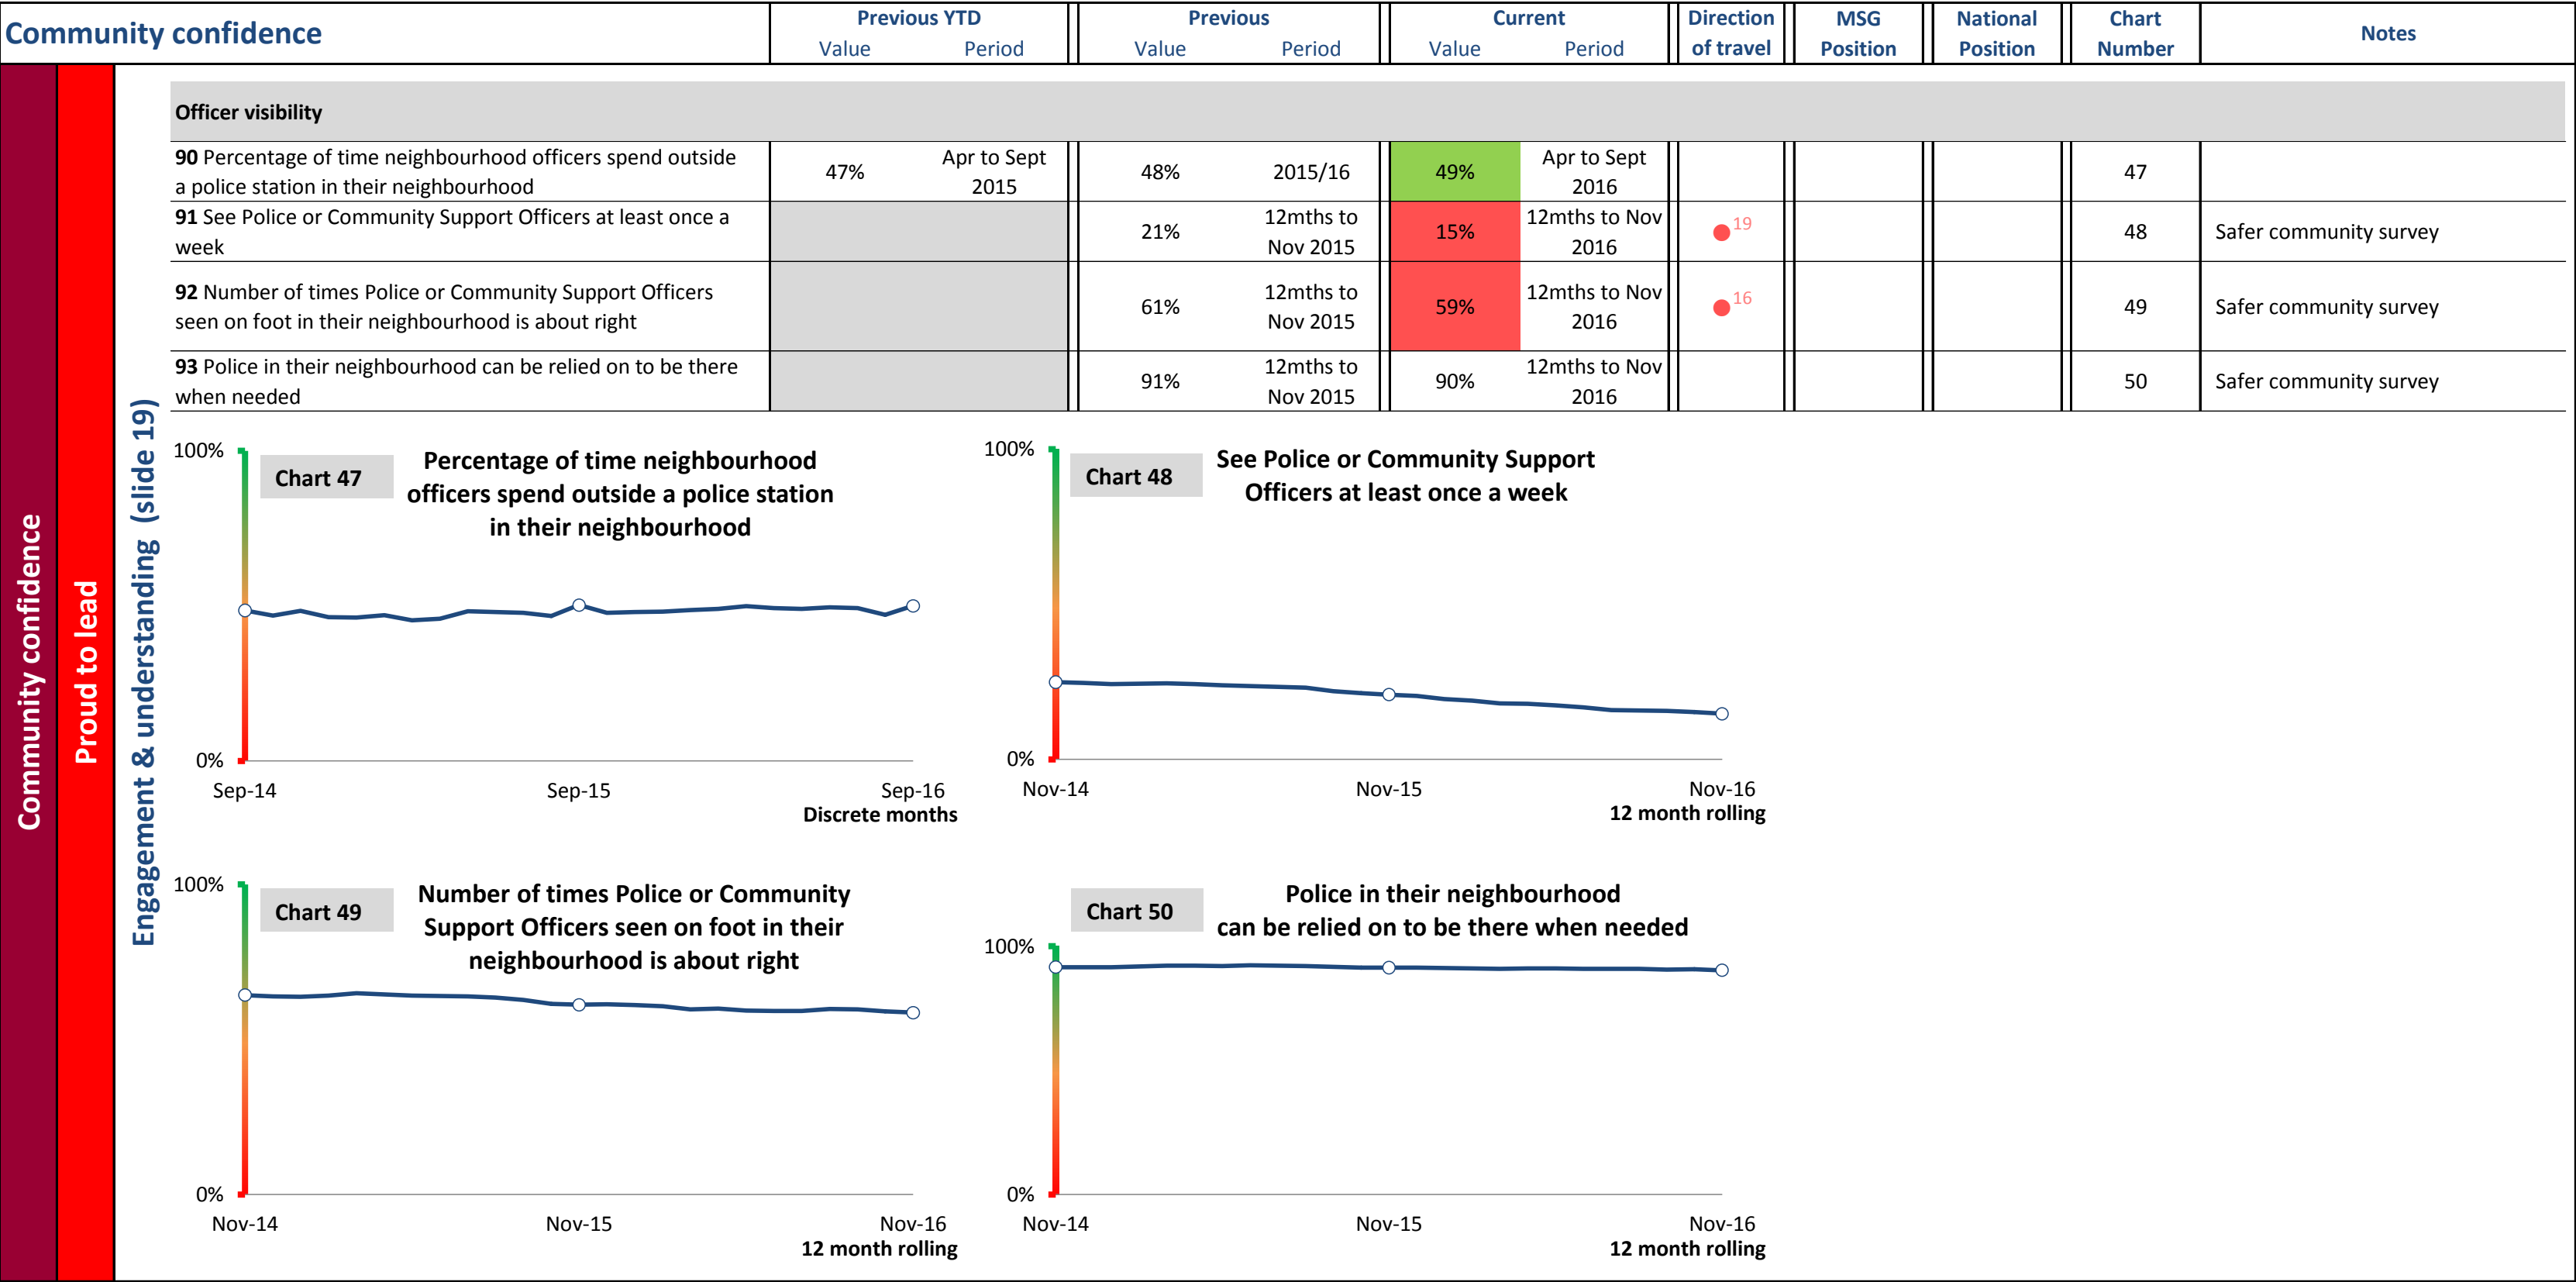 Community confidence
Previous YTD
Previous
Current
Direction
of travel
MSG
Position
National
Position
Chart
Number
Notes
Value Period
Value Period
Value Period
Community confidence
Proud to lead
Engagement & understanding (slide 19)
Officer visibility
90 Percentage of time neighbourhood officers spend outside
a police station in their neighbourhood
47%
Apr to Sept
2015
48%
2015/16
49%
Apr to Sept
2016
47
91 See Police or Community Support Officers at least once a
week
21%
12mths to
Nov 2015
15%
12mths to Nov
2016
19
48
Safer community survey
92 Number of times Police or Community Support Officers
seen on foot in their neighbourhood is about right
61%
12mths to
Nov 2015
59%
12mths to Nov
2016
16
49
Safer community survey
93 Police in their neighbourhood can be relied on to be there
when needed
91%
12mths to
Nov 2015
90%
12mths to Nov
2016
50
Safer community survey
Chart 47
Percentage of time neighbourhood
officers spend outside a police station
in their neighbourhood
100%
0%
Sep-14 Sep-15 Sep-16
Discrete months
Chart 48
See Police or Community Support
Officers at least once a week
100%
0%
Nov-14 Nov-15 Nov-16
12 month rolling
Chart 49
Number of times Police or Community
Support Officers seen on foot in their
neighbourhood is about right
100%
0%
Nov-14 Nov-15 Nov-16
12 month rolling
Chart 50
Police in their neighbourhood
can be relied on to be there when needed
100%
0%
Nov-14 Nov-15 Nov-16
12 month rolling